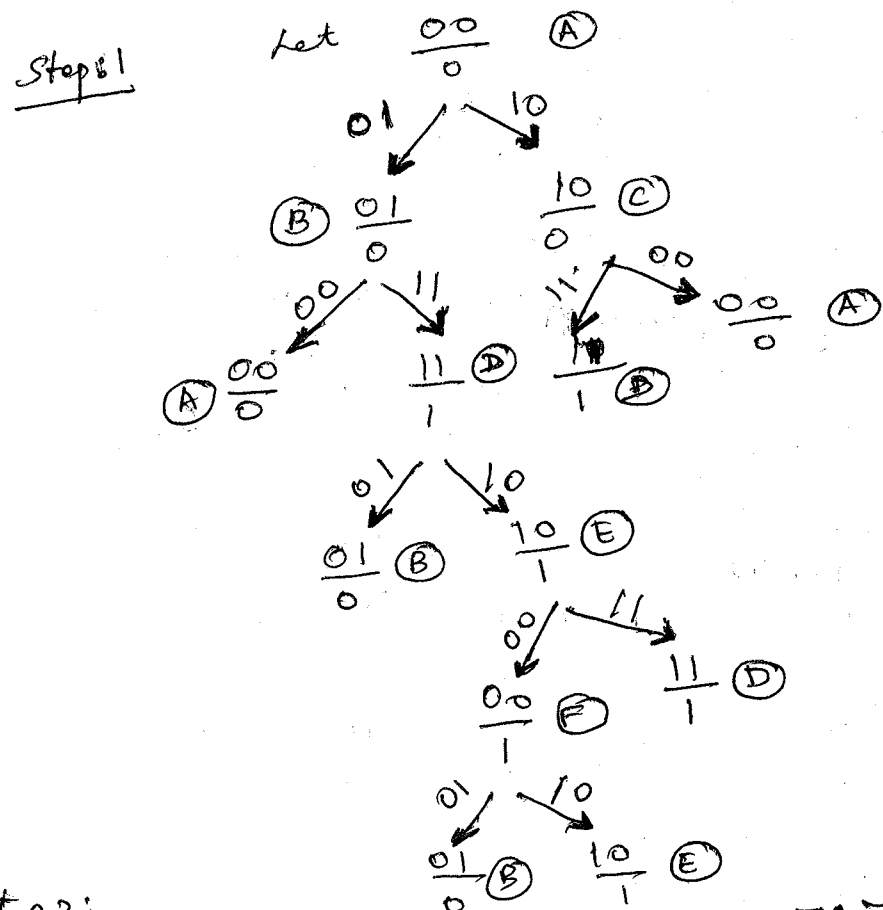 Step:1 Let 00 A
0
01 10
B 01 10 C
0 0
00 11 11 00
00 A
0
A 00 11 D 11 D
0 1 1
01 10
01 B 10 E
0 1
00 11
00 F 11 D
1 1
01 10
01 B 10 E
0 1